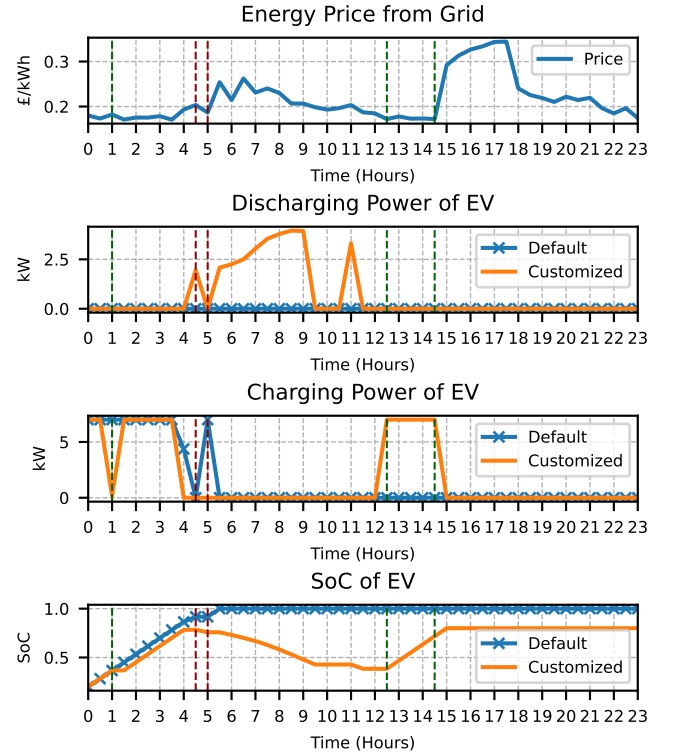 Energy Price from Grid
£/kWh
0.3
0.2
Price
0 1 2 3 4 5 6 7 8 9 10 11 12 13 14 15 16 17 18 19 20 21 22 23
Time (Hours)
Discharging Power of EV
kW
2.5
0.0
Default
Customized
0 1 2 3 4 5 6 7 8 9 10 11 12 13 14 15 16 17 18 19 20 21 22 23
Time (Hours)
Charging Power of EV
kW
5
0
Default
Customized
0 1 2 3 4 5 6 7 8 9 10 11 12 13 14 15 16 17 18 19 20 21 22 23
Time (Hours)
SoC of EV
SoC
1.0
0.5
Default
Customized
0 1 2 3 4 5 6 7 8 9 10 11 12 13 14 15 16 17 18 19 20 21 22 23
Time (Hours)